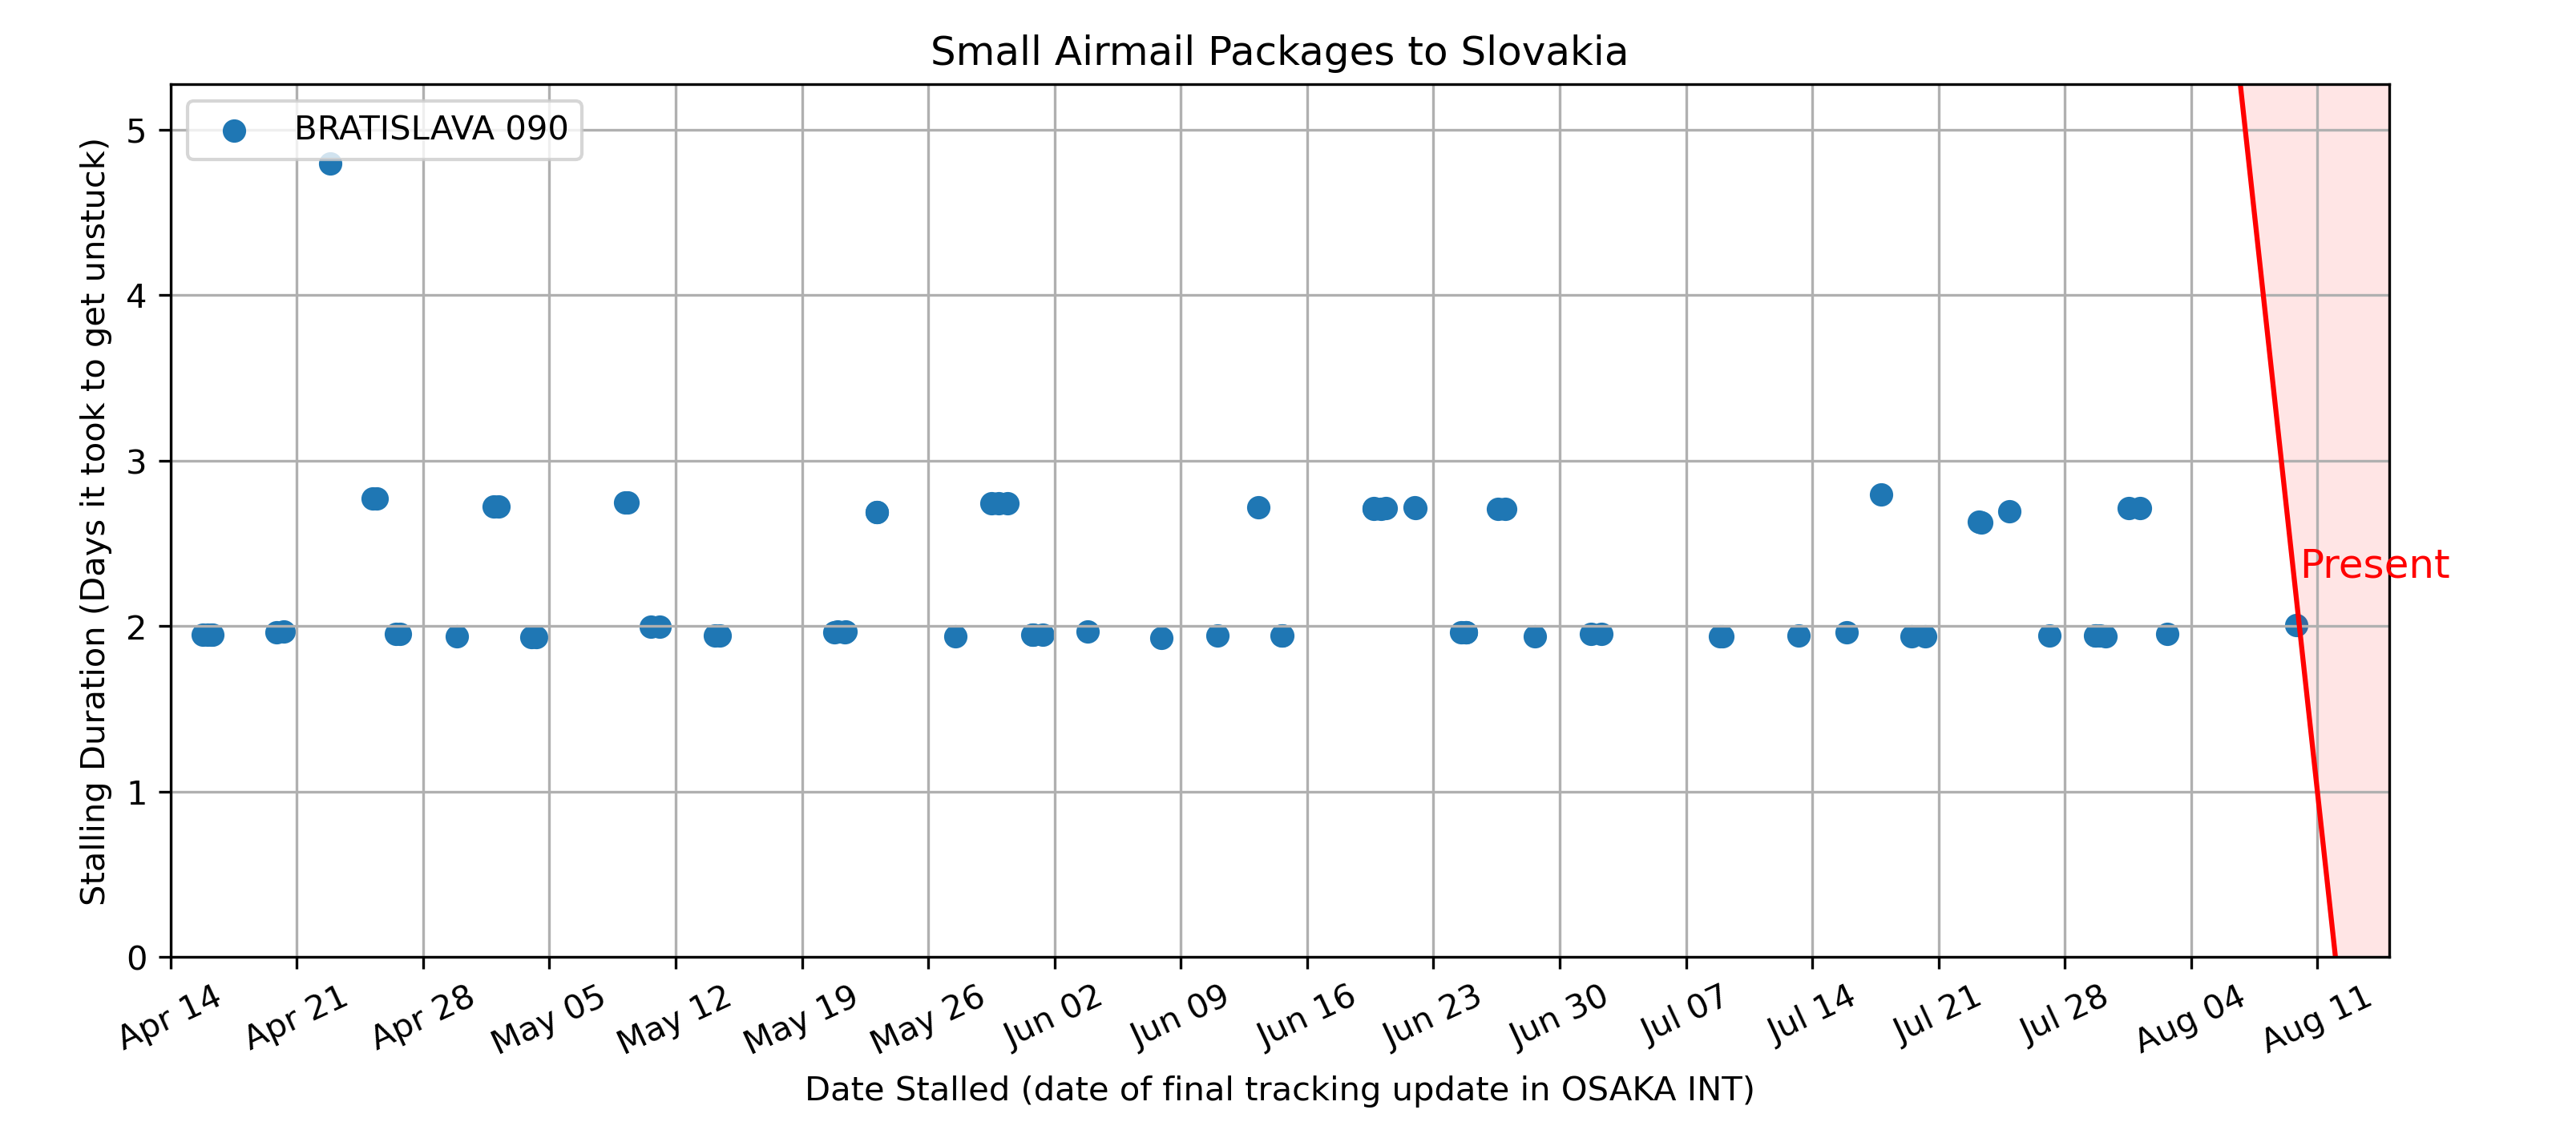 Small Airmail Packages to Slovakia
BRATISLAVA 090
Stalling Duration (Days it took to get unstuck)
5
4
3
2
1
0
Present
Apr 14
Apr 21
Apr 28
May 05
May 12
May 19
May 26
Jun 02
Jun 09
Jun 16
Jun 23
Jun 30
Jul 07
Jul 14
Jul 21
Jul 28
Aug 04
Aug 11
Date Stalled (date of final tracking update in OSAKA INT)